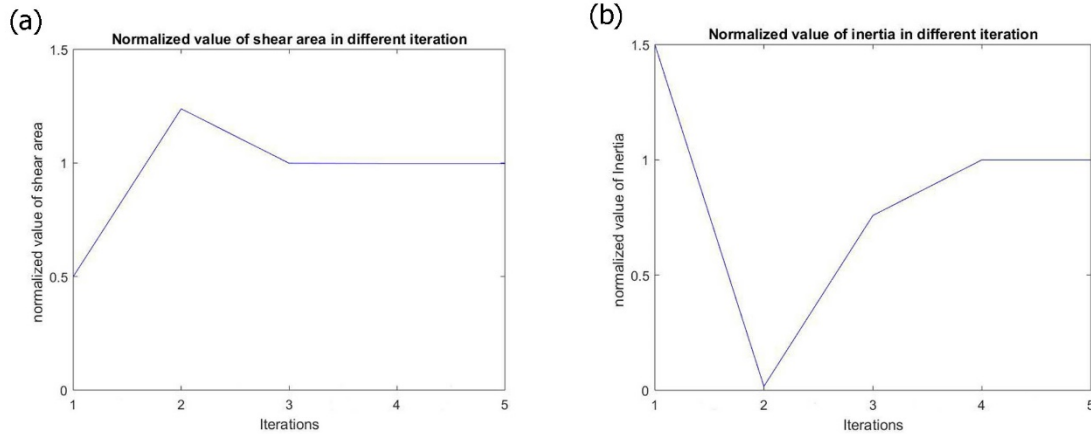 (a)
Normalized value of shear area in different iteration
normalized value of shear area
1.5
1
0.5
0
1 2 3 4 5
Iterations
(b)
Normalized value of inertia in different iteration
normalized value of Inertia
1.5
1
0.5
0
1 2 3 4 5
Iterations